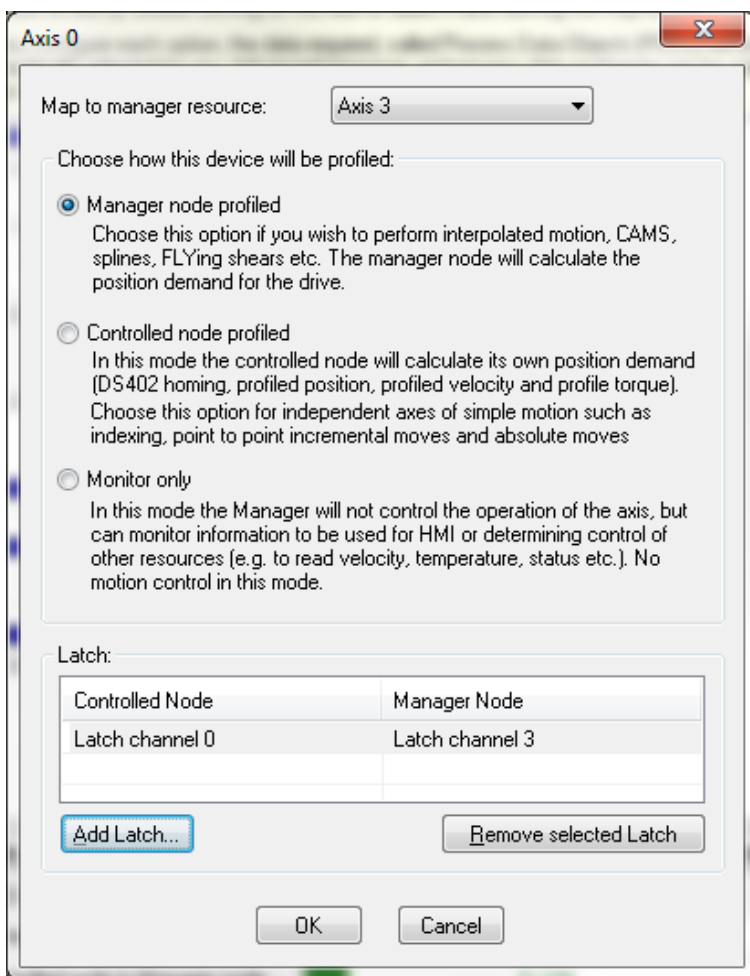 Axis 0
Map to manager resource: Axis 3
Choose how this device will be profiled:
Manager node profiled
Choose this option if you wish to perform interpolated motion, CAMS,
splines, FLYing shears etc. The manager node will calculate the
position demand for the drive.
Controlled node profiled
In this mode the controlled node will calculate its own position demand
(DS402 homing, profiled position, profiled velocity and profile torque).
Choose this option for independent axes of simple motion such as
indexing, point to point incremental moves and absolute moves
Monitor only
In this mode the Manager will not control the operation of the axis, but
can monitor information to be used for HMI or determining control of
other resources (e.g. to read velocity, temperature, status etc.). No
motion control in this mode.
Latch:
Controlled Node Manager Node
Latch channel 0 Latch channel 3
Add Latch... Remove selected Latch
OK Cancel